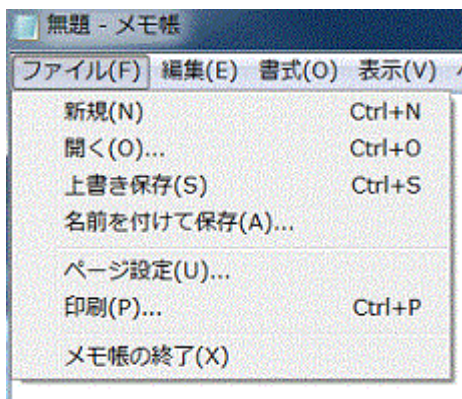 無題 - メモ帳
ファイル(F) 編集(E) 書式(O) 表示(V)
新規(N) Ctrl+N
開く(O)... Ctrl+O
上書き保存(S) Ctrl+S
名前を付けて保存(A)...
ページ設定(U)...
印刷(P)... Ctrl+P
メモ帳の終了(X)